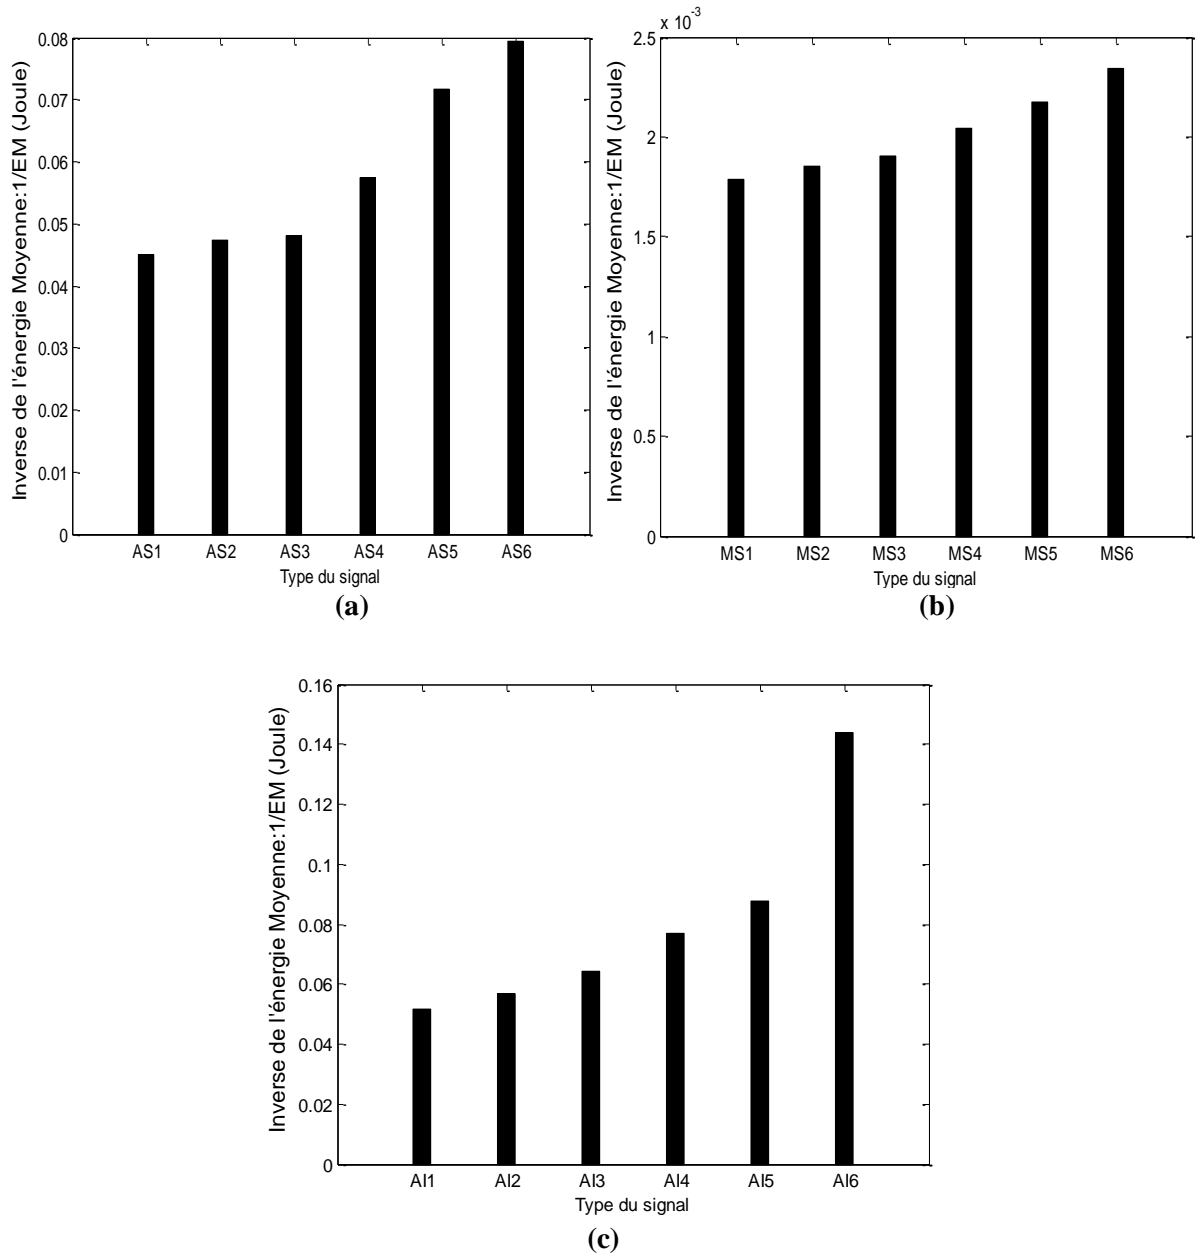 Inverse de l'énergie Moyenne:1/EM (Joule)
0.08
0.07
0.06
0.05
0.04
0.03
0.02
0.01
0
AS1 AS2 AS3 AS4 AS5 AS6
Type du signal
(a)
x 10-3
Inverse de l'énergie Moyenne:1/EM (Joule)
2.5
2
1.5
1
0.5
0
MS1 MS2 MS3 MS4 MS5 MS6
Type du signal
(b)
Inverse de l'énergie Moyenne:1/EM (Joule)
0.16
0.14
0.12
0.1
0.08
0.06
0.04
0.02
0
AI1 AI2 AI3 AI4 AI5 AI6
Type du signal
(c)